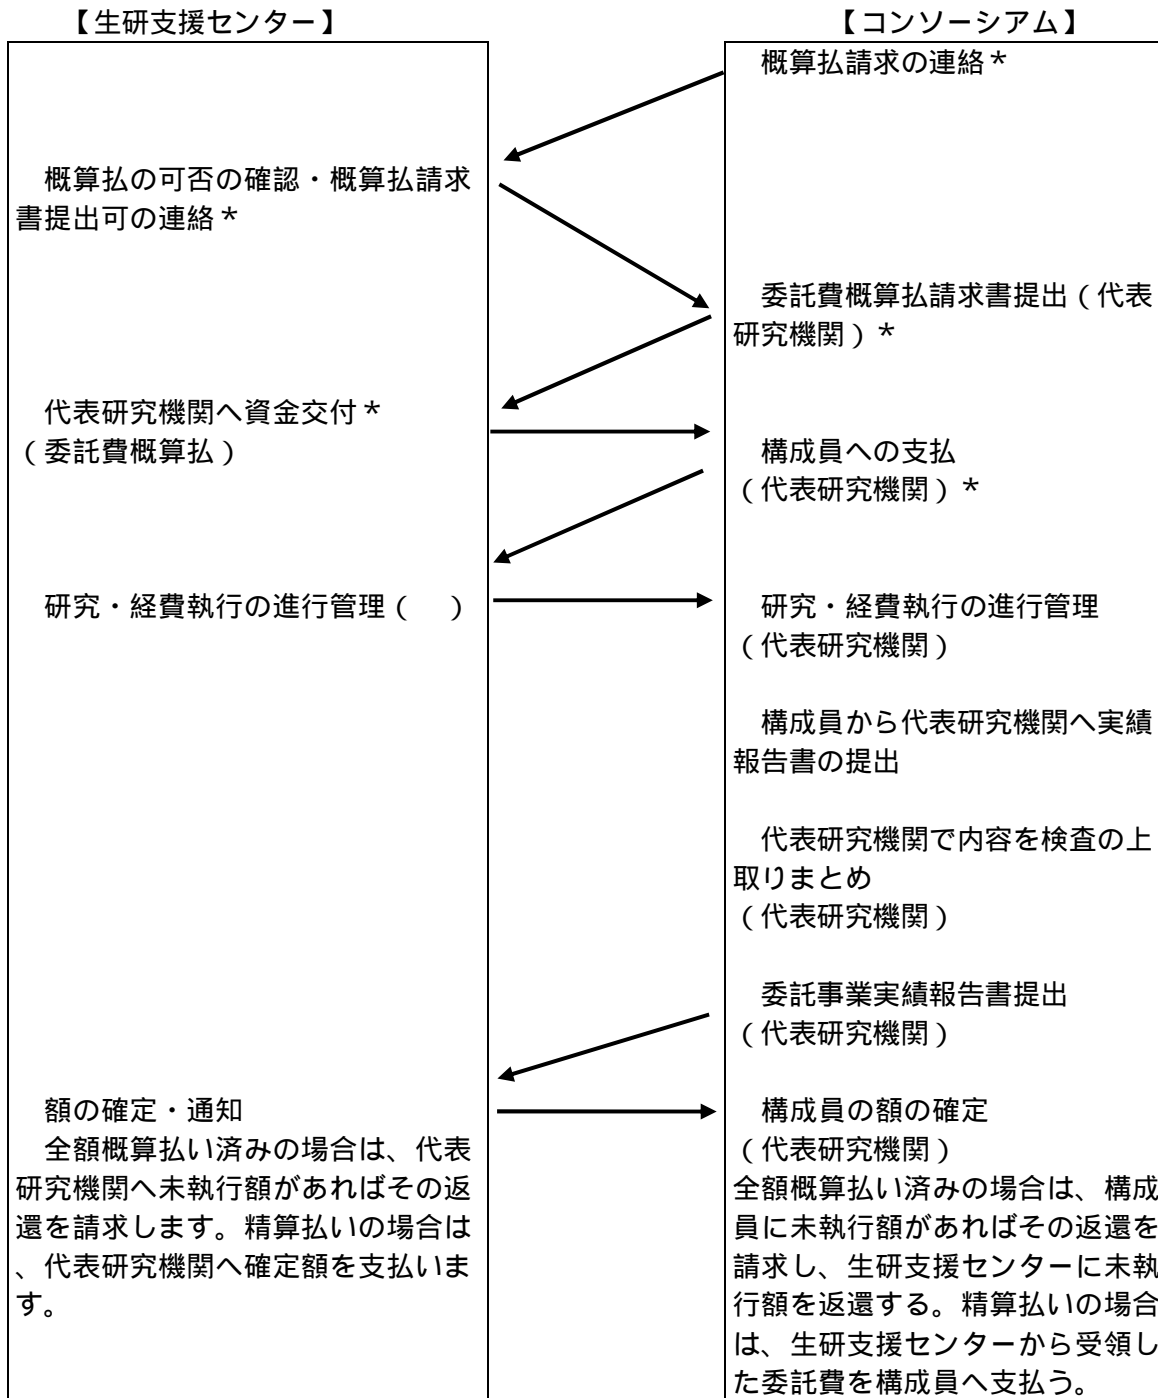 【生研支援センター】
【コンソーシアム】
概算払請求の連絡＊
概算払の可否の確認・概算払請求
書提出可の連絡＊
委託費概算払請求書提出（代表
研究機関）＊
代表研究機関へ資金交付＊
（委託費概算払）
構成員への支払
（代表研究機関）＊
研究・経費執行の進行管理（　）
研究・経費執行の進行管理
（代表研究機関）
構成員から代表研究機関へ実績
報告書の提出
代表研究機関で内容を検査の上
取りまとめ
（代表研究機関）
委託事業実績報告書提出
（代表研究機関）
額の確定・通知
全額概算払い済みの場合は、代表
研究機関へ未執行額があればその返
還を請求します。精算払いの場合は
、代表研究機関へ確定額を支払いま
す。
構成員の額の確定
（代表研究機関）
全額概算払い済みの場合は、構成
員に未執行額があればその返還を
請求し、生研支援センターに未執
行額を返還する。精算払いの場合
は、生研支援センターから受領し
た委託費を構成員へ支払う。